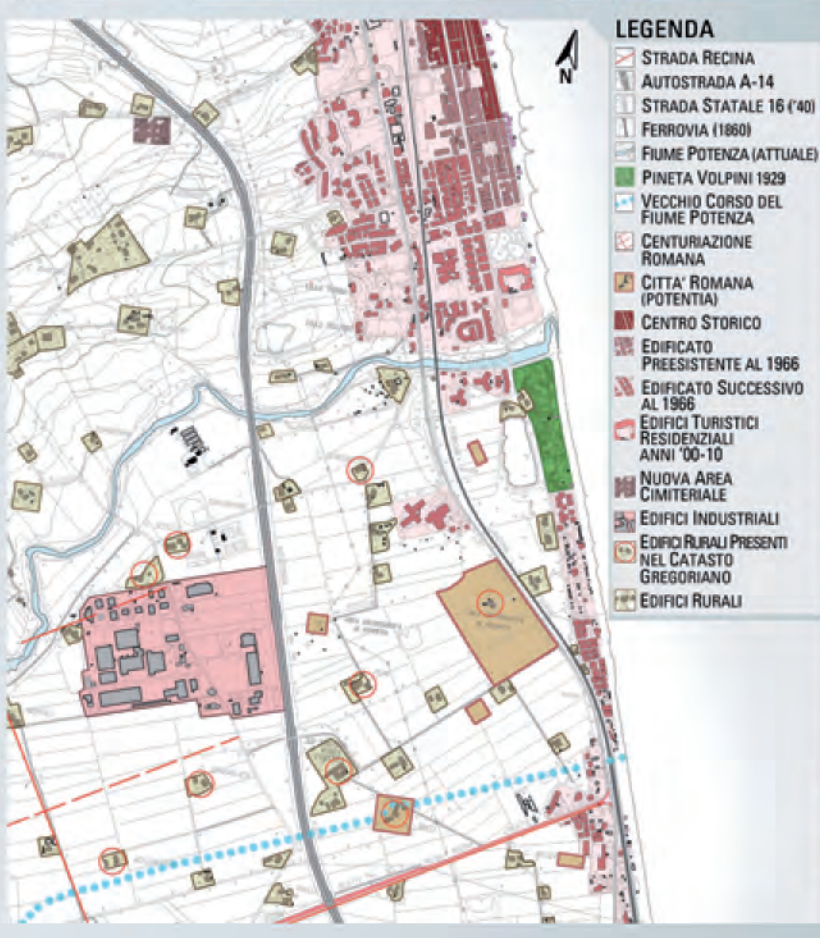 N
LEGENDA
STRADA RECINA
AUTOSTRADA A-14
STRADA STATALE 16 ('40)
FERROVIA (1860)
FIUME POTENZA (ATTUALE)
PINETA VOLPINI 1929
VECCHIO CORSO DEL
FIUME POTENZA
CENTURIAZIONE
ROMANA
CITTA' ROMANA
(POTENTIA)
CENTRO STORICO
EDIFICATO
PREESISTENTE AL 1966
EDIFICATO SUCCESSIVO
AL 1966
EDIFICI TURISTICI
RESIDENZIALI
ANNI '00-10
NUOVA AREA
CIMITERIALE
EDIFICI INDUSTRIALI
EDIFICI RURALI PRESENTI
NEL CATASTO
GREGORIANO
EDIFICI RURALI